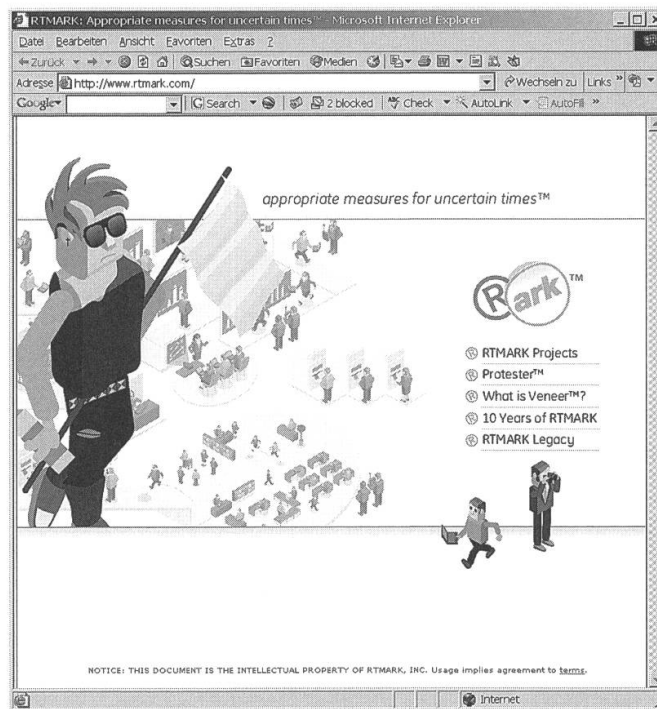 RTMARK: Appropriate measures for uncertain times™ - Microsoft Internet Explorer
Datei Bearbeiten Ansicht Favoriten Extras ?
Zurück Suchen Favoriten Medien
Adresse http://www.rtmark.com/ Wechseln zu Links »
Google Search 2 blocked Check AutoLink AutoFill »
appropriate measures for uncertain times™
®ark™
® RTMARK Projects
® Protester™
® What is Veneer™?
® 10 Years of RTMARK
® RTMARK Legacy
NOTICE: THIS DOCUMENT IS THE INTELLECTUAL PROPERTY OF RTMARK, INC. Usage implies agreement to terms.
Internet